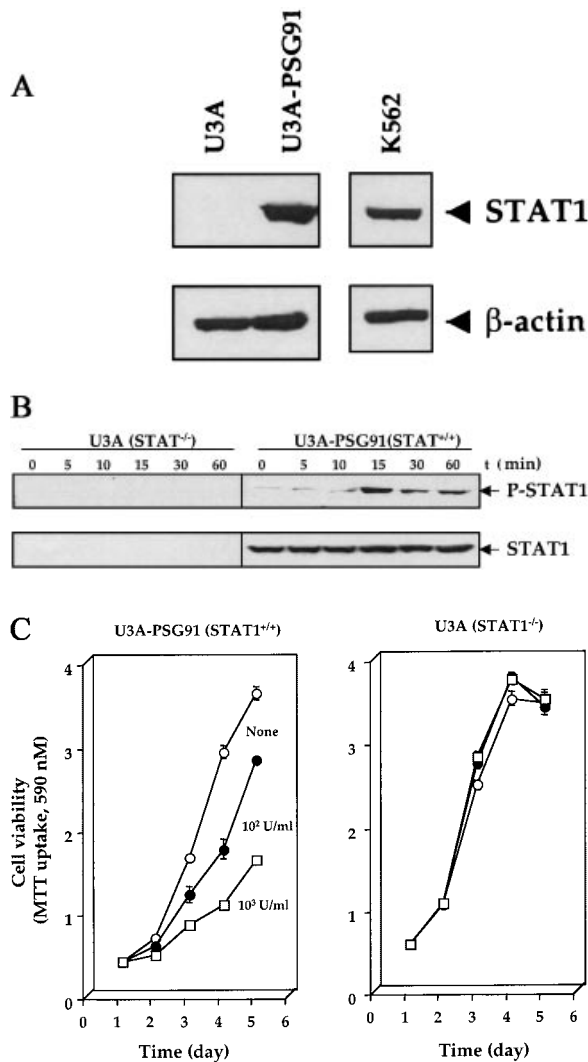 A
U3A
U3A-PSG91
K562
STAT1
β-actin
B
U3A (STAT-/-) U3A-PSG91(STAT+/+)
0 5 10 15 30 60 0 5 10 15 30 60 t (min)
P-STAT1
STAT1
C
U3A-PSG91 (STAT1+/+) U3A (STAT1-/-)
Cell viability
(MTT uptake, 590 nM)
4
3
2
1
0
None
10² U/ml
10³ U/ml
0 1 2 3 4 5 6
Time (day)
4
3
2
1
0
0 1 2 3 4 5 6
Time (day)